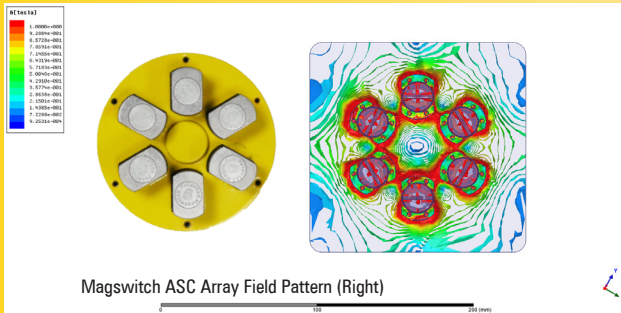 B[tesla]
1.0000e+000
9.2884e-001
8.5728e-001
7.8591e-001
7.1455e-001
6.4319e-001
5.7183e-001
5.0046e-001
4.2910e-001
3.5774e-001
2.8638e-001
2.1501e-001
1.4365e-001
7.2288e-002
9.2531e-004
Magswitch ASC Array Field Pattern (Right)
0 100 200 (mm)
Y